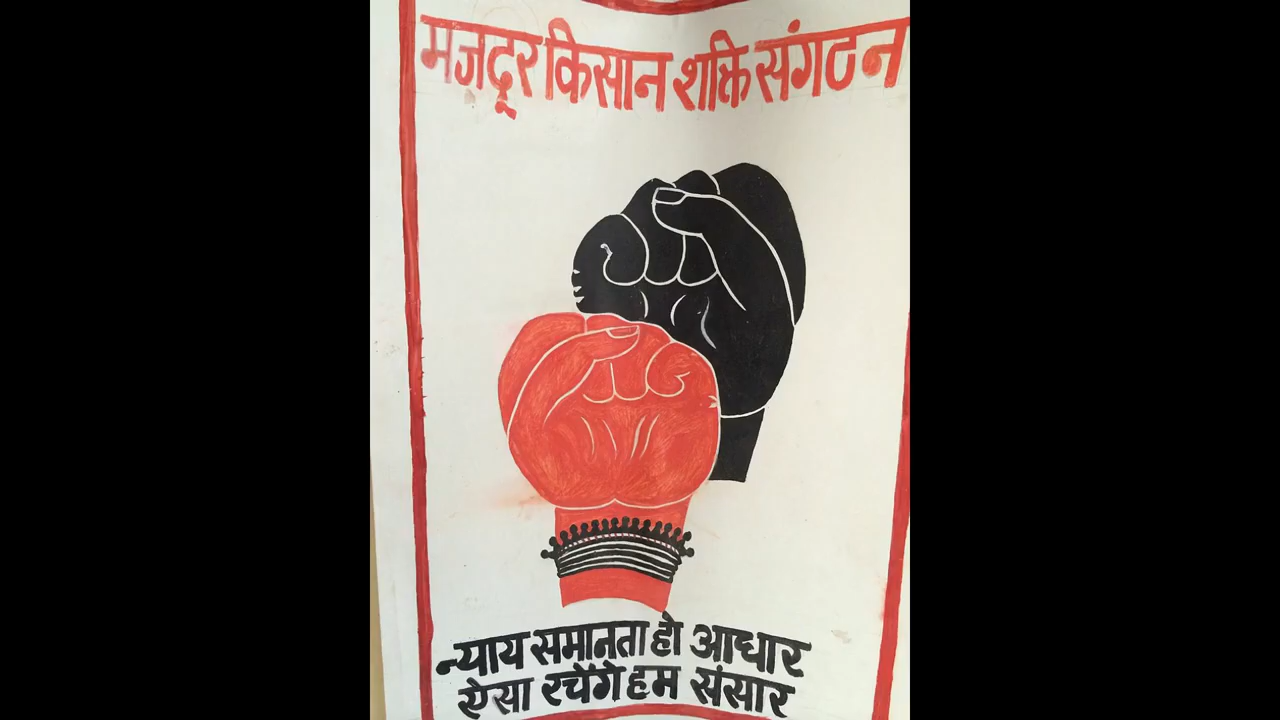 मजदूर किसान शक्ति संगठन
न्याय समानता हो आधार
ऐसा रचेंगे हम संसार